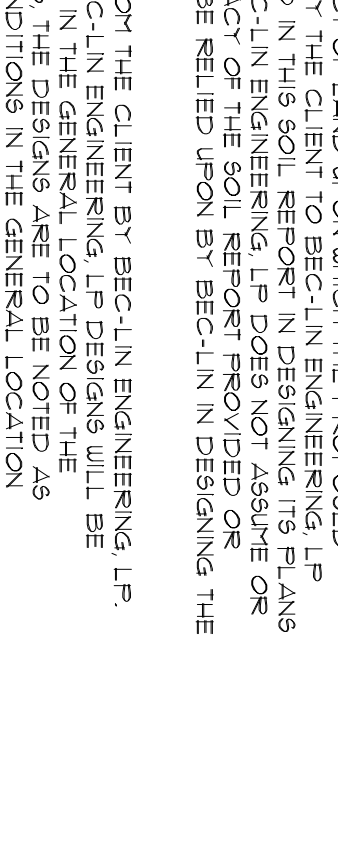 Y THE CLIENT TO BEC-LIN ENGINEERING, LP
D IN THIS SOIL REPORT IN DESIGNING ITS PLANS
C-LIN ENGINEERING, LP DOES NOT ASSUME OR
ACY OF THE SOIL REPORT PROVIDED OR
BE RELIED UPON BY BEC-LIN IN DESIGNING THE
OM THE CLIENT BY BEC-LIN ENGINEERING, LP.
C-LIN ENGINEERING, LP DESIGNS WILL BE
IN THE GENERAL LOCATION OF THE
, THE DESIGNS ARE TO BE NOTED AS
NDITIONS IN THE GENERAL LOCATION